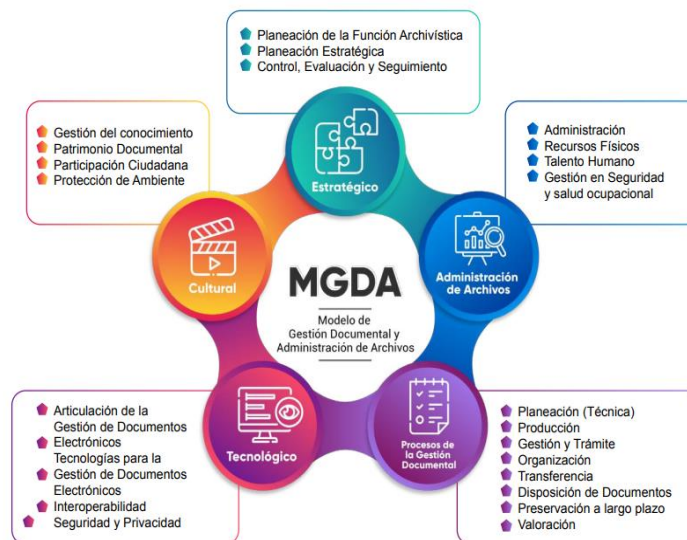 Planeación de la Función Archivística
Planeación Estratégica
Control, Evaluación y Seguimiento
Gestión del conocimiento
Patrimonio Documental
Participación Ciudadana
Protección de Ambiente
Administración
Recursos Físicos
Talento Humano
Gestión en Seguridad
y salud ocupacional
Estratégico
Cultural
Administración
de Archivos
MGDA
Modelo de
Gestión Documental y
Administración de Archivos
Tecnológico
Procesos de
la Gestión
Documental
Articulación de la
Gestión de Documentos
Electrónicos
Tecnologías para la
Gestión de Documentos
Electrónicos
Interoperabilidad
Seguridad y Privacidad
Planeación (Técnica)
Producción
Gestión y Trámite
Organización
Transferencia
Disposición de Documentos
Preservación a largo plazo
Valoración